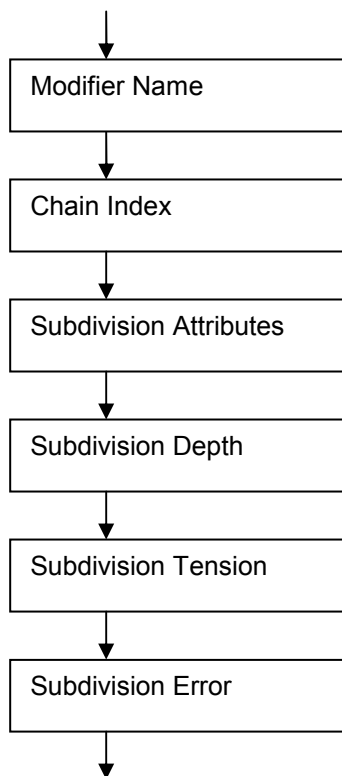 Modifier Name
Chain Index
Subdivision Attributes
Subdivision Depth
Subdivision Tension
Subdivision Error